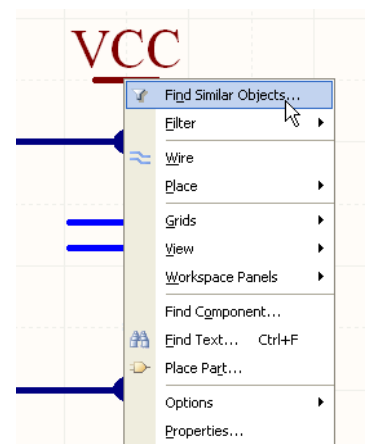 VCC
Find Similar Objects...
Filter
Wire
Place
Grids
View
Workspace Panels
Find Component...
Find Text... Ctrl+F
Place Part...
Options
Properties...